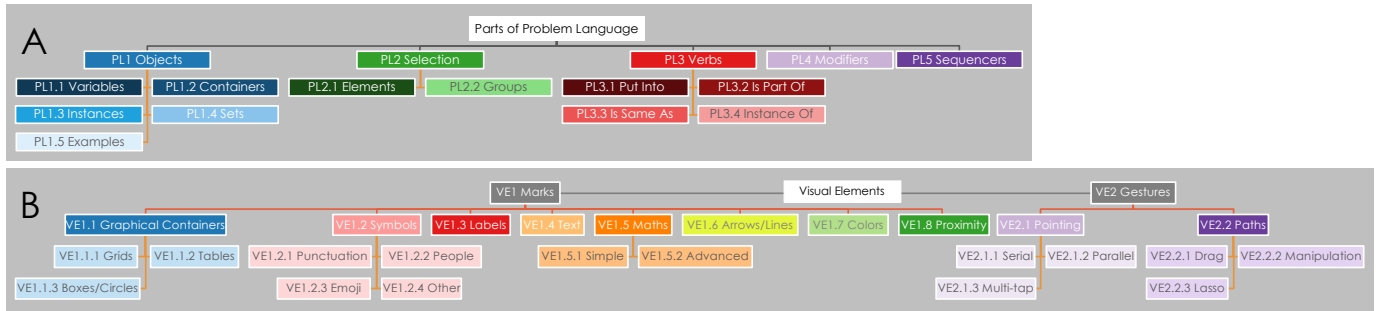 A
Parts of Problem Language
PL1 Objects PL2 Selection PL3 Verbs PL4 Modifiers PL5 Sequencers
PL1.1 Variables PL1.2 Containers PL2.1 Elements PL2.2 Groups PL3.1 Put Into PL3.2 Is Part Of
PL1.3 Instances PL1.4 Sets PL3.3 Is Same As PL3.4 Instance Of
PL1.5 Examples
B
VE1 Marks Visual Elements VE2 Gestures
VE1.1 Graphical Containers VE1.2 Symbols VE1.3 Labels VE1.4 Text VE1.5 Maths VE1.6 Arrows/Lines VE1.7 Colors VE1.8 Proximity VE2.1 Pointing VE2.2 Paths
VE1.1.1 Grids VE1.1.2 Tables VE1.2.1 Punctuation VE1.2.2 People VE1.5.1 Simple VE1.5.2 Advanced VE2.1.1 Serial VE2.1.2 Parallel VE2.2.1 Drag VE2.2.2 Manipulation
VE1.1.3 Boxes/Circles VE1.2.3 Emoji VE1.2.4 Other VE2.1.3 Multi-tap VE2.2.3 Lasso